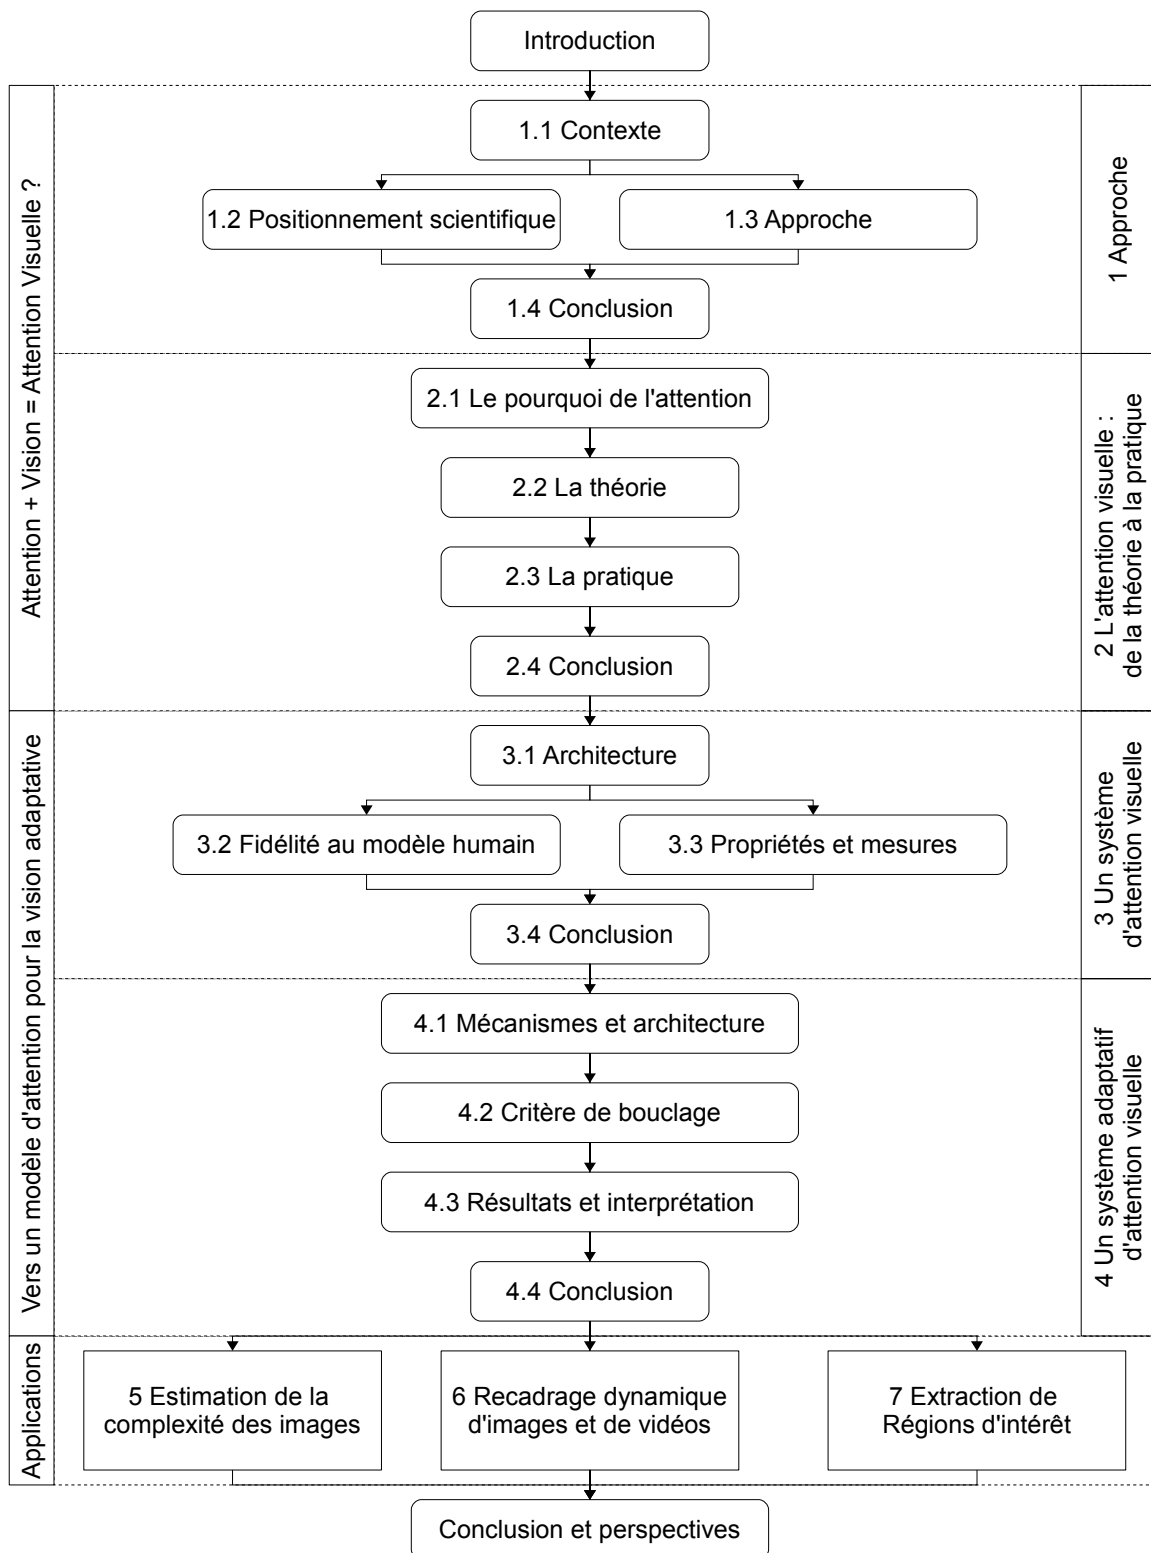 Introduction
Attention + Vision = Attention Visuelle ?
1 Approche
1.1 Contexte
1.2 Positionnement scientifique
1.3 Approche
1.4 Conclusion
2 L'attention visuelle :
de la théorie à la pratique
2.1 Le pourquoi de l'attention
2.2 La théorie
2.3 La pratique
2.4 Conclusion
Vers un modèle d'attention pour la vision adaptative
3 Un système
d'attention visuelle
3.1 Architecture
3.2 Fidélité au modèle humain
3.3 Propriétés et mesures
3.4 Conclusion
4 Un système adaptatif
d'attention visuelle
4.1 Mécanismes et architecture
4.2 Critère de bouclage
4.3 Résultats et interprétation
4.4 Conclusion
Applications
5 Estimation de la
complexité des images
6 Recadrage dynamique
d'images et de vidéos
7 Extraction de
Régions d'intérêt
Conclusion et perspectives